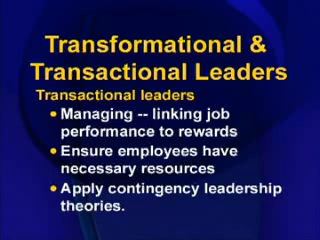 Transformational &
Transactional Leaders
Transactional leaders
• Managing -- linking job
performance to rewards
• Ensure employees have
necessary resources
• Apply contingency leadership
theories.